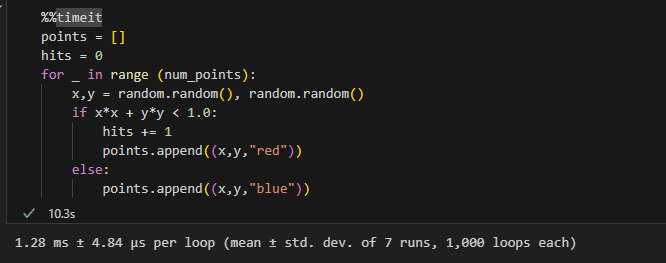 %%timeit
points = []
hits = 0
for _ in range (num_points):
    x,y = random.random(), random.random()
    if x*x + y*y < 1.0:
        hits += 1
        points.append((x,y,"red"))
    else:
        points.append((x,y,"blue"))
✓ 10.3s
1.28 ms ± 4.84 µs per loop (mean ± std. dev. of 7 runs, 1,000 loops each)